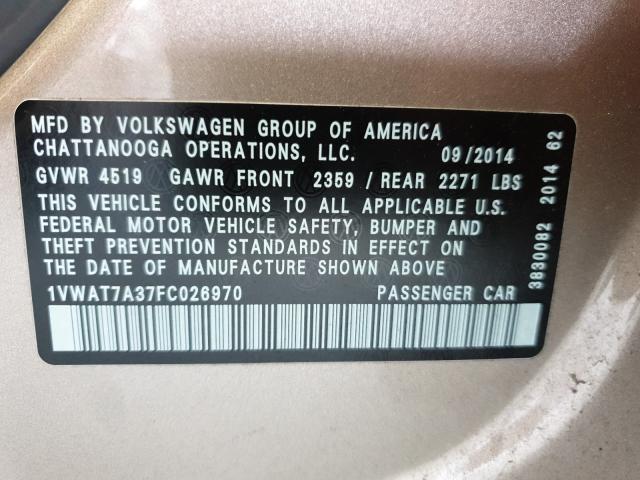 MFD BY VOLKSWAGEN GROUP OF AMERICA
CHATTANOOGA OPERATIONS, LLC. 09/2014
GVWR 4519 GAWR FRONT 2359 / REAR 2271 LBS
THIS VEHICLE CONFORMS TO ALL APPLICABLE U.S.
FEDERAL MOTOR VEHICLE SAFETY, BUMPER AND
THEFT PREVENTION STANDARDS IN EFFECT ON
THE DATE OF MANUFACTURE SHOWN ABOVE
1VWAT7A37FC026970 PASSENGER CAR
3830082 2014 62